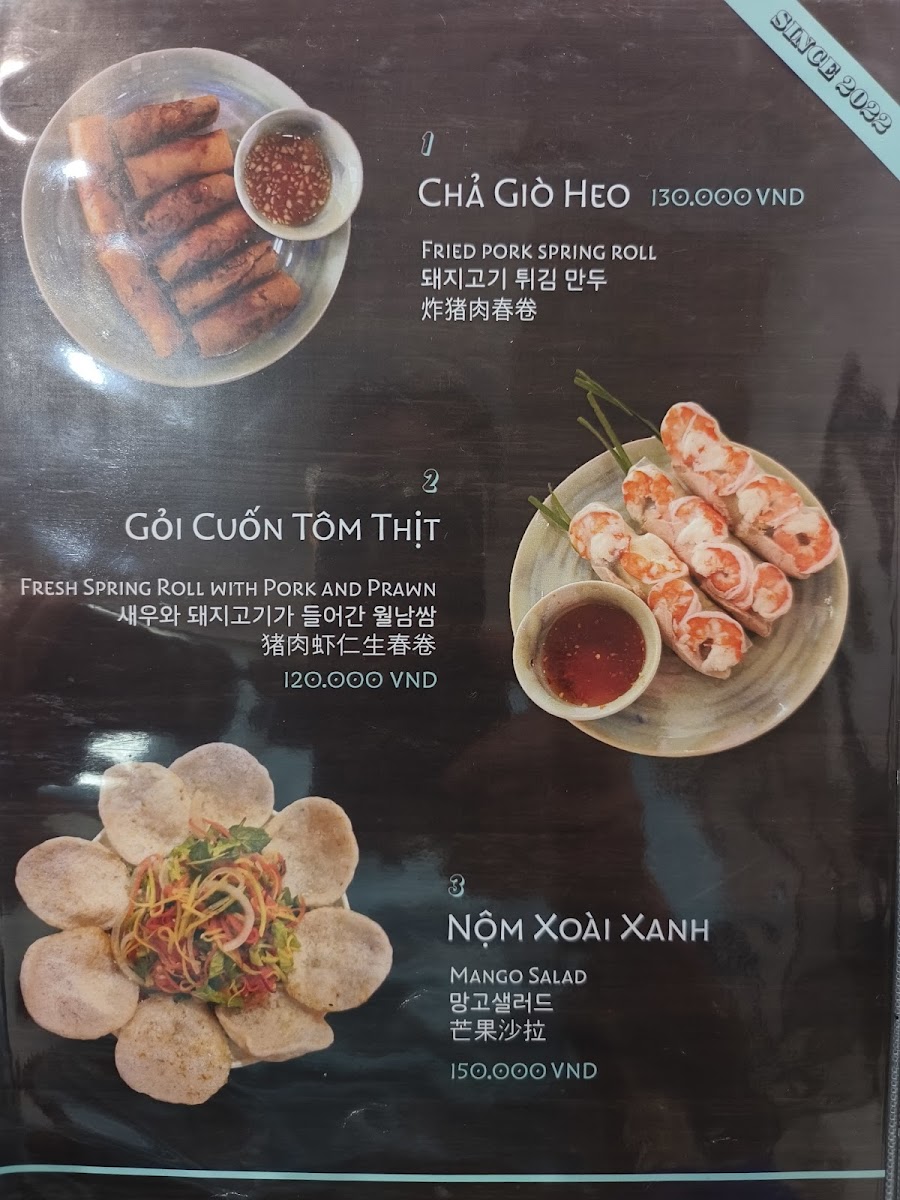 SINCE 2022
1
CHẢ GIÒ HEO 130.000 VND
FRIED PORK SPRING ROLL
돼지고기 튀김 만두
炸猪肉春卷
2
GỎI CUỐN TÔM THỊT
FRESH SPRING ROLL WITH PORK AND PRAWN
새우와 돼지고기가 들어간 월남쌈
猪肉虾仁生春卷
120.000 VND
3
NỘM XOÀI XANH
MANGO SALAD
망고샐러드
芒果沙拉
150.000 VND